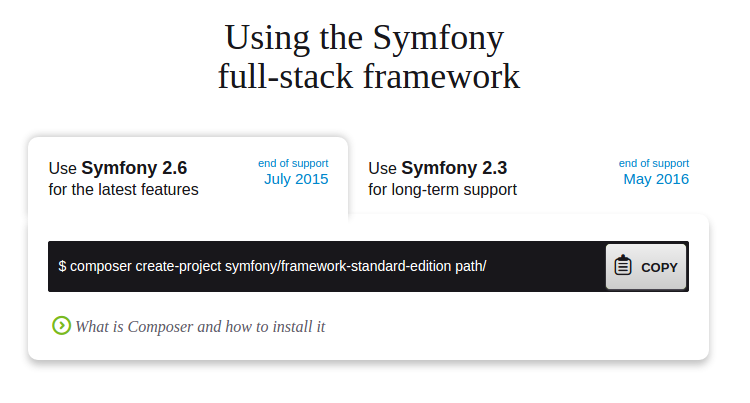 Using the Symfony
full-stack framework
Use Symfony 2.6
for the latest features
end of support
July 2015
Use Symfony 2.3
for long-term support
end of support
May 2016
$ composer create-project symfony/framework-standard-edition path/
COPY
What is Composer and how to install it